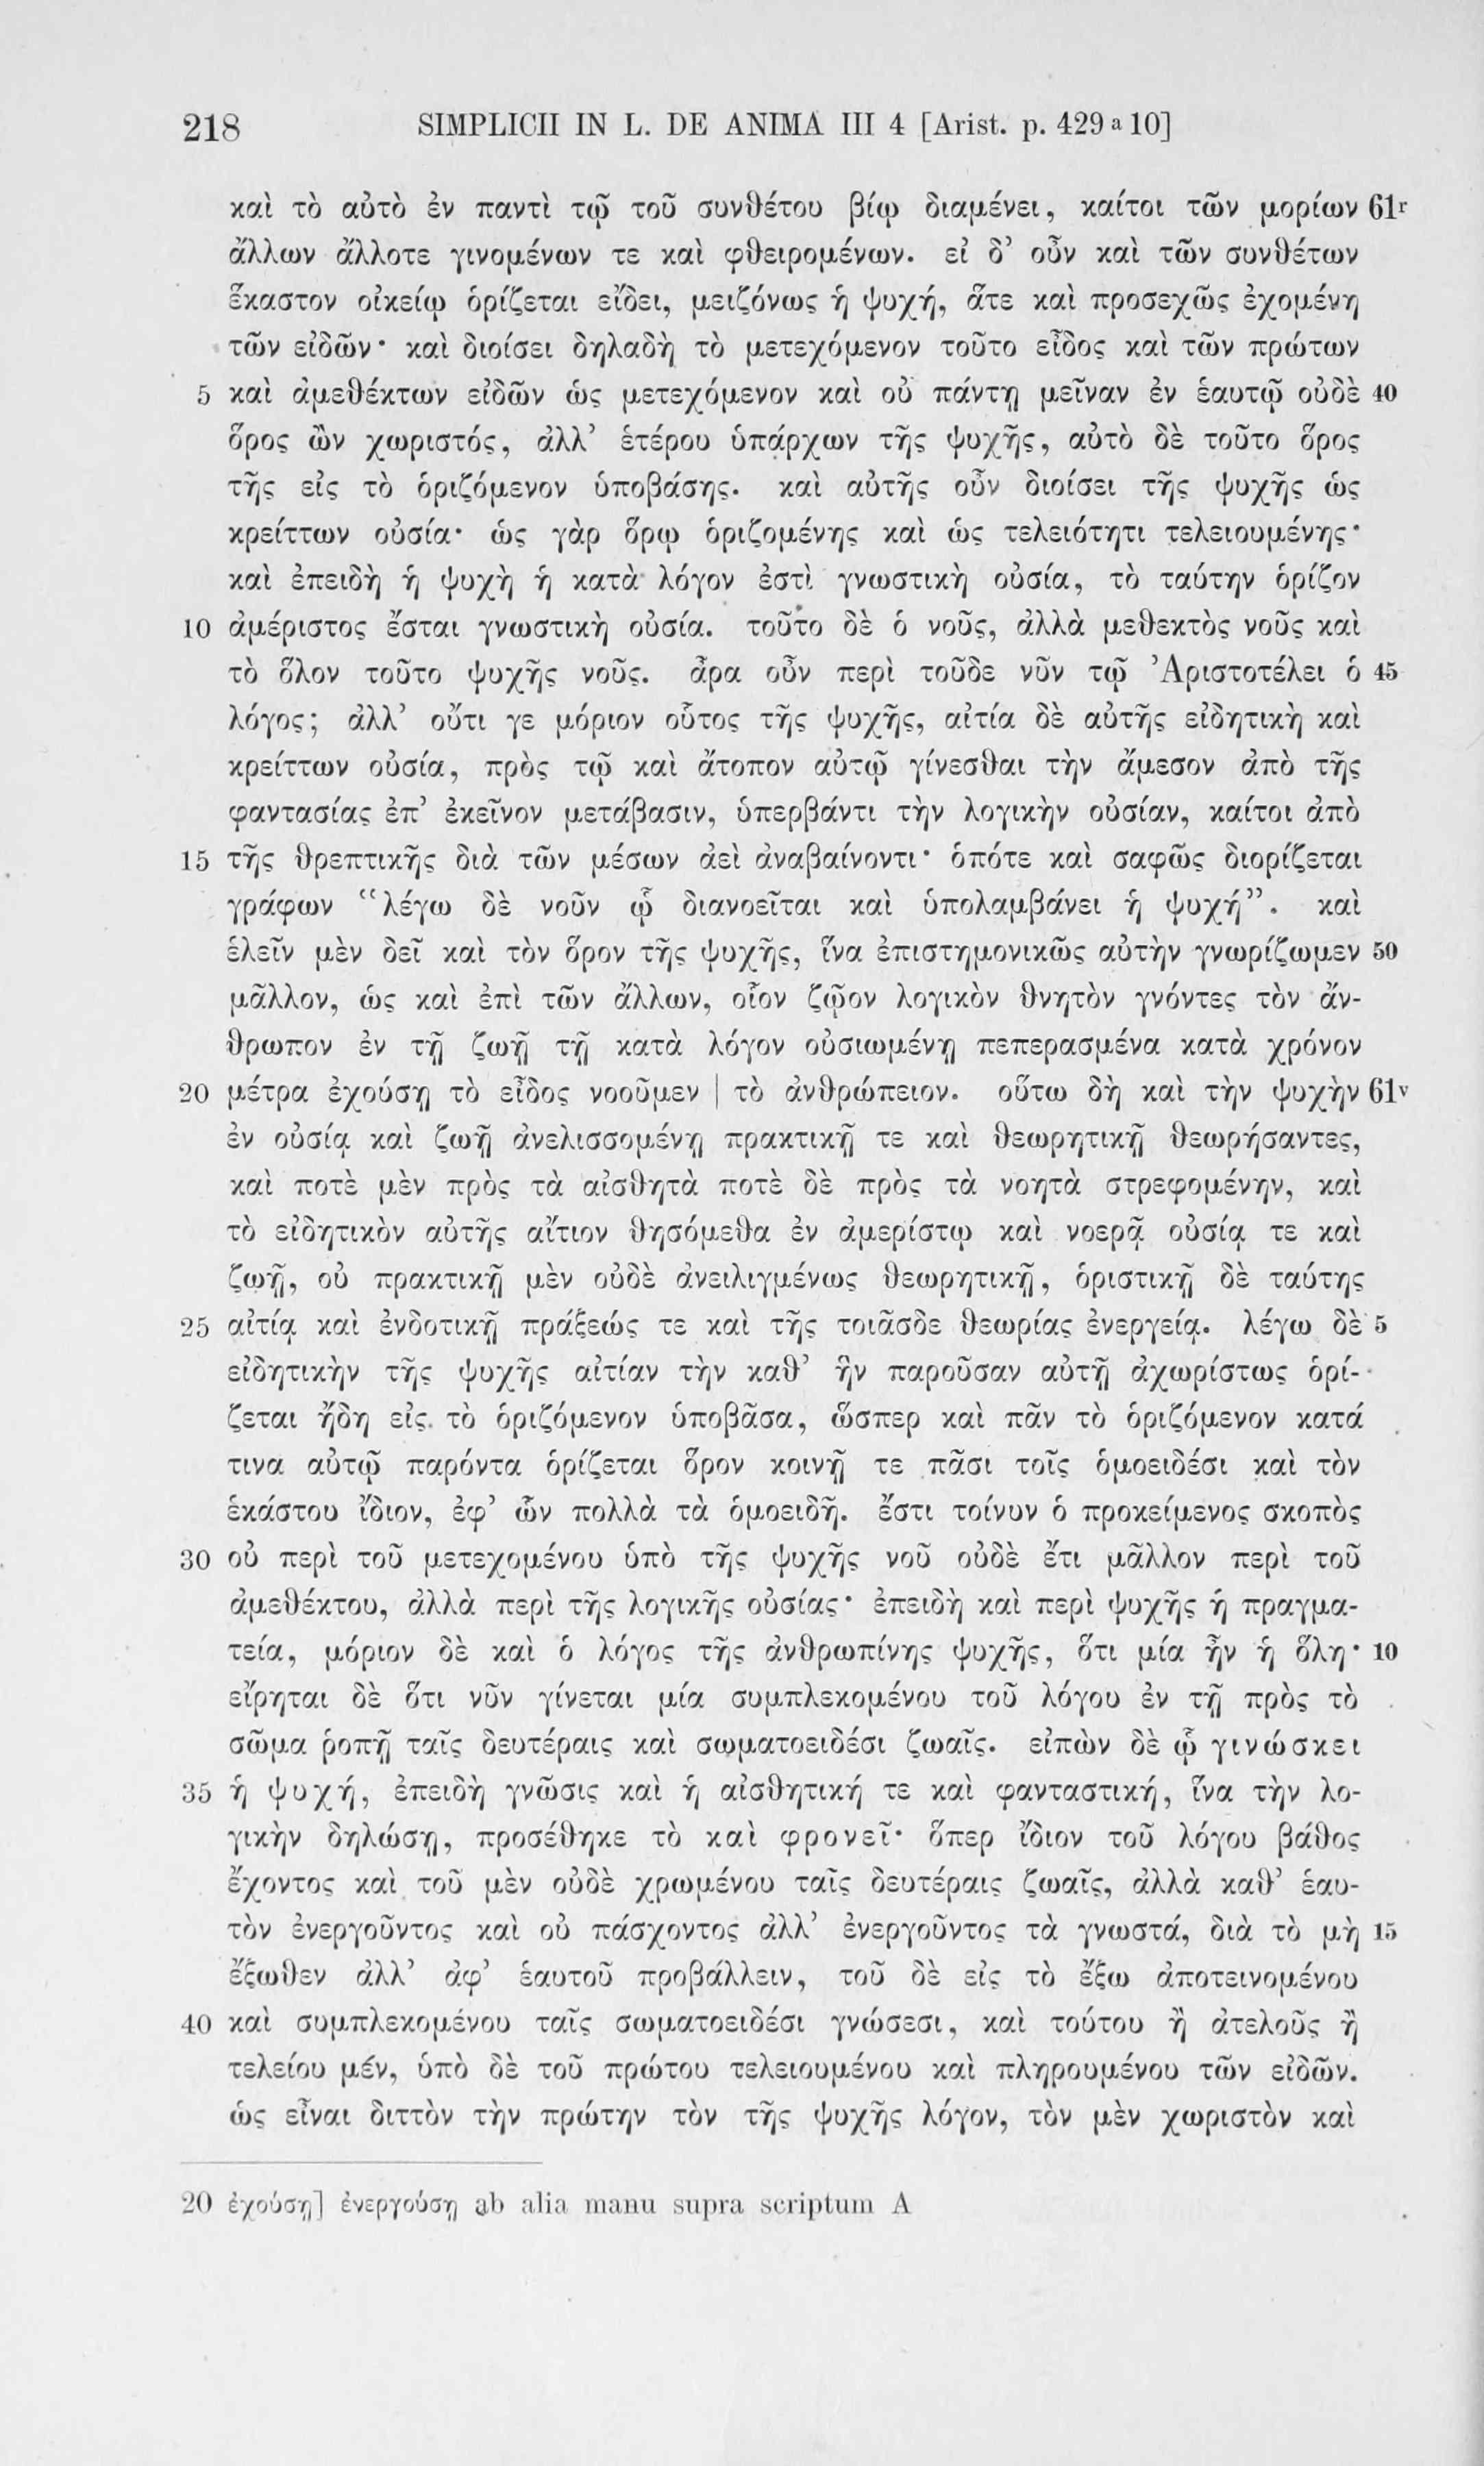 218 SIMPLICII IN L. DE ANIMA III 4 [Arist. p. 429 a 10]
καὶ τὸ αὐτὸ ἐν παντὶ τῷ τοῦ συνθέτου βίῳ διαμένει, καίτοι τῶν μορίων 61r
ἄλλων ἄλλοτε γινομένων τε καὶ φθειρομένων. εἰ δ’ οὖν καὶ τῶν συνθέτων
ἕκαστον οἰκείῳ ὁρίζεται εἴδει, μειζόνως ἡ ψυχή, ἅτε καὶ προσεχῶς ἐχομένη
τῶν εἰδῶν· καὶ διοίσει δηλαδὴ τὸ μετεχόμενον τοῦτο εἶδος καὶ τῶν πρώτων
5 καὶ ἀμεθέκτων εἰδῶν ὡς μετεχόμενον καὶ οὐ πάντῃ μεῖναν ἐν ἑαυτῷ οὐδὲ 40
ὅρος ὢν χωριστός, ἀλλ’ ἑτέρου ὑπάρχων τῆς ψυχῆς, αὐτὸ δὲ τοῦτο ὅρος
τῆς εἰς τὸ ὁριζόμενον ὑποβάσης. καὶ αὐτῆς οὖν διοίσει τῆς ψυχῆς ὡς
κρείττων οὐσία· ὡς γὰρ ὅρῳ ὁριζομένης καὶ ὡς τελειότητι τελειουμένης·
καὶ ἐπειδὴ ἡ ψυχὴ ἡ κατὰ λόγον ἐστὶ γνωστικὴ οὐσία, τὸ ταύτην ὁρίζον
10 ἀμέριστος ἔσται γνωστικὴ οὐσία. τοῦτο δὲ ὁ νοῦς, ἀλλὰ μεθεκτὸς νοῦς καὶ
τὸ ὅλον τοῦτο ψυχῆς νοῦς. ἆρα οὖν περὶ τοῦδε νῦν τῷ Ἀριστοτέλει ὁ 45
λόγος; ἀλλ’ οὔτι γε μόριον οὗτος τῆς ψυχῆς, αἰτία δὲ αὐτῆς εἰδητικὴ καὶ
κρείττων οὐσία, πρὸς τῷ καὶ ἄτοπον αὐτῷ γίνεσθαι τὴν ἄμεσον ἀπὸ τῆς
φαντασίας ἐπ’ ἐκεῖνον μετάβασιν, ὑπερβάντι τὴν λογικὴν οὐσίαν, καίτοι ἀπὸ
15 τῆς θρεπτικῆς διὰ τῶν μέσων ἀεὶ ἀναβαίνοντι· ὁπότε καὶ σαφῶς διορίζεται
γράφων “λέγω δὲ νοῦν ᾧ διανοεῖται καὶ ὑπολαμβάνει ἡ ψυχή”. καὶ
ἑλεῖν μὲν δεῖ καὶ τὸν ὅρον τῆς ψυχῆς, ἵνα ἐπιστημονικῶς αὐτὴν γνωρίζωμεν 50
μᾶλλον, ὡς καὶ ἐπὶ τῶν ἄλλων, οἷον ζῷον λογικὸν θνητὸν γνόντες τὸν ἄν-
θρωπον ἐν τῇ ζωῇ τῇ κατὰ λόγον οὐσιωμένῃ πεπερασμένα κατὰ χρόνον
20 μέτρα ἐχούσῃ τὸ εἶδος νοοῦμεν | τὸ ἀνθρώπειον. οὕτω δὴ καὶ τὴν ψυχὴν 61v
ἐν οὐσίᾳ καὶ ζωῇ ἀνελισσομένῃ πρακτικῇ τε καὶ θεωρητικῇ θεωρήσαντες,
καὶ ποτὲ μὲν πρὸς τὰ αἰσθητὰ ποτὲ δὲ πρὸς τὰ νοητὰ στρεφομένην, καὶ
τὸ εἰδητικὸν αὐτῆς αἴτιον θησόμεθα ἐν ἀμερίστῳ καὶ νοερᾷ οὐσίᾳ τε καὶ
ζωῇ, οὐ πρακτικῇ μὲν οὐδὲ ἀνειλιγμένως θεωρητικῇ, ὁριστικῇ δὲ ταύτης
25 αἰτίᾳ καὶ ἐνδοτικῇ πράξεώς τε καὶ τῆς τοιᾶσδε θεωρίας ἐνεργείᾳ. λέγω δὲ 5
εἰδητικὴν τῆς ψυχῆς αἰτίαν τὴν καθ’ ἣν παροῦσαν αὐτῇ ἀχωρίστως ὁρί-
ζεται ἤδη εἰς τὸ ὁριζόμενον ὑποβᾶσα, ὥσπερ καὶ πᾶν τὸ ὁριζόμενον κατά
τινα αὐτῷ παρόντα ὁρίζεται ὅρον κοινῇ τε πᾶσι τοῖς ὁμοειδέσι καὶ τὸν
ἑκάστου ἴδιον, ἐφ’ ὧν πολλὰ τὰ ὁμοειδῆ. ἔστι τοίνυν ὁ προκείμενος σκοπὸς
30 οὐ περὶ τοῦ μετεχομένου ὑπὸ τῆς ψυχῆς νοῦ οὐδὲ ἔτι μᾶλλον περὶ τοῦ
ἀμεθέκτου, ἀλλὰ περὶ τῆς λογικῆς οὐσίας· ἐπειδὴ καὶ περὶ ψυχῆς ἡ πραγμα-
τεία, μόριον δὲ καὶ ὁ λόγος τῆς ἀνθρωπίνης ψυχῆς, ὅτι μία ἦν ἡ ὅλη· 10
εἴρηται δὲ ὅτι νῦν γίνεται μία συμπλεκομένου τοῦ λόγου ἐν τῇ πρὸς τὸ
σῶμα ῥοπῇ ταῖς δευτέραις καὶ σωματοειδέσι ζωαῖς. εἰπὼν δὲ ᾧ γινώσκει
35 ἡ ψυχή, ἐπειδὴ γνῶσις καὶ ἡ αἰσθητική τε καὶ φανταστική, ἵνα τὴν λο-
γικὴν δηλώσῃ, προσέθηκε τὸ καὶ φρονεῖ· ὅπερ ἴδιον τοῦ λόγου βάθος
ἔχοντος καὶ τοῦ μὲν οὐδὲ χρωμένου ταῖς δευτέραις ζωαῖς, ἀλλὰ καθ’ ἑαυ-
τὸν ἐνεργοῦντος καὶ οὐ πάσχοντος ἀλλ’ ἐνεργοῦντος τὰ γνωστά, διὰ τὸ μὴ 15
ἔξωθεν ἀλλ’ ἀφ’ ἑαυτοῦ προβάλλειν, τοῦ δὲ εἰς τὸ ἔξω ἀποτεινομένου
40 καὶ συμπλεκομένου ταῖς σωματοειδέσι γνώσεσι, καὶ τούτου ἢ ἀτελοῦς ἢ
τελείου μέν, ὑπὸ δὲ τοῦ πρώτου τελειουμένου καὶ πληρουμένου τῶν εἰδῶν.
ὡς εἶναι διττὸν τὴν πρώτην τὸν τῆς ψυχῆς λόγον, τὸν μὲν χωριστὸν καὶ
20 ἐχούσῃ] ἐνεργούσῃ ab alia manu supra scriptum A